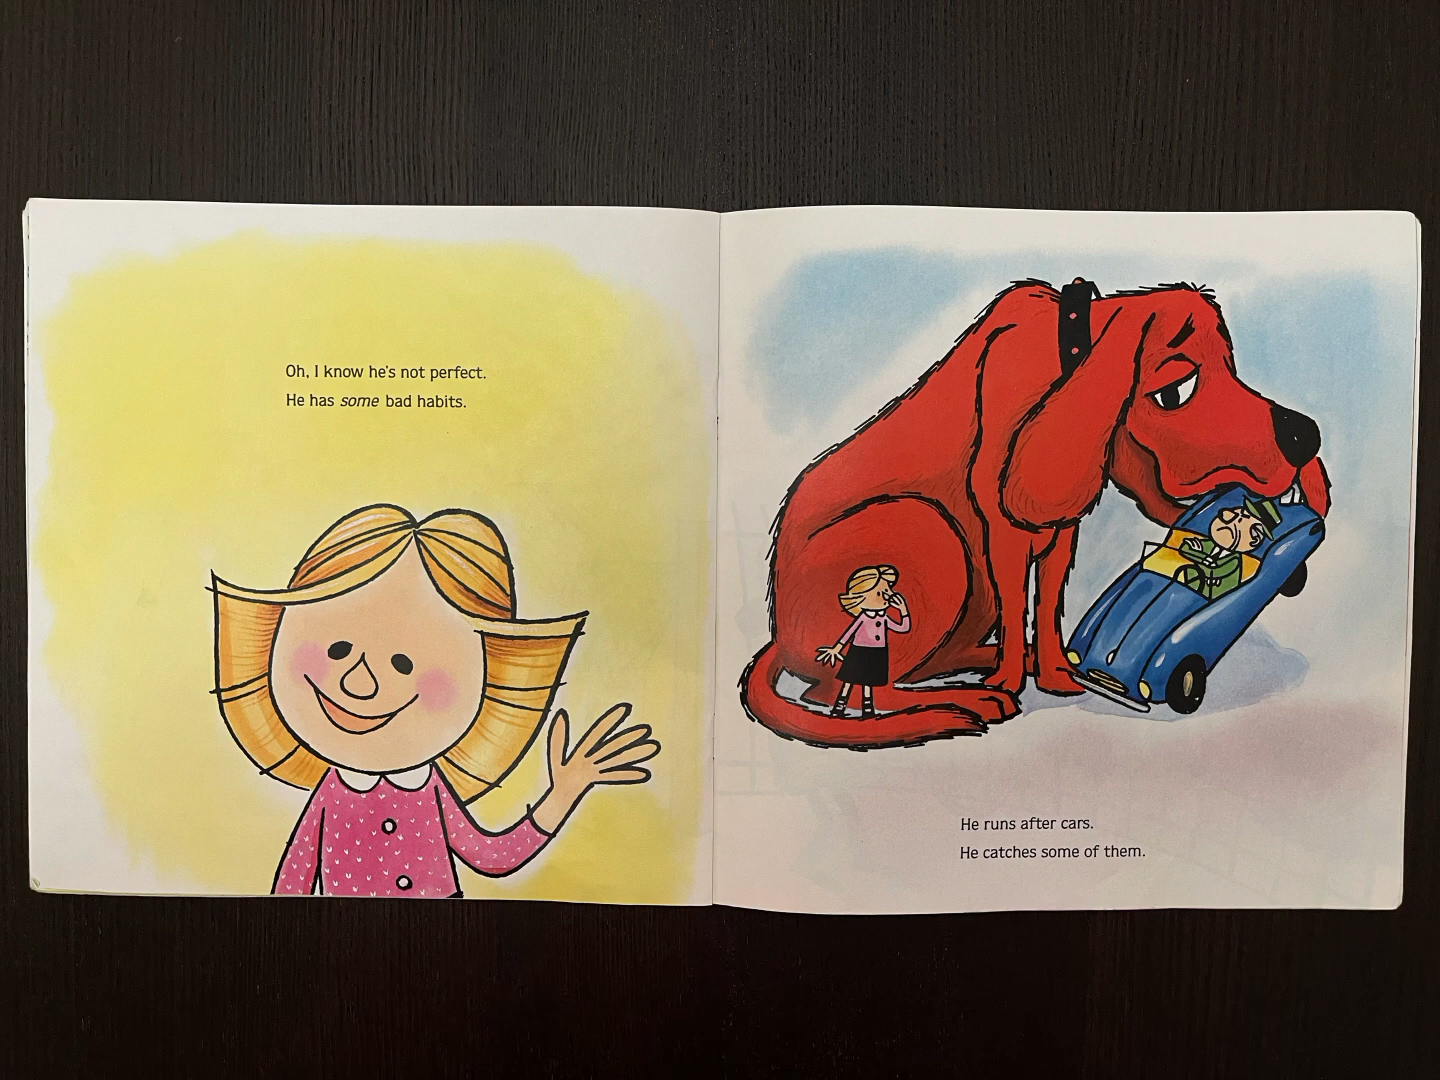 Oh, I know he's not perfect.
He has some bad habits.
He runs after cars.
He catches some of them.